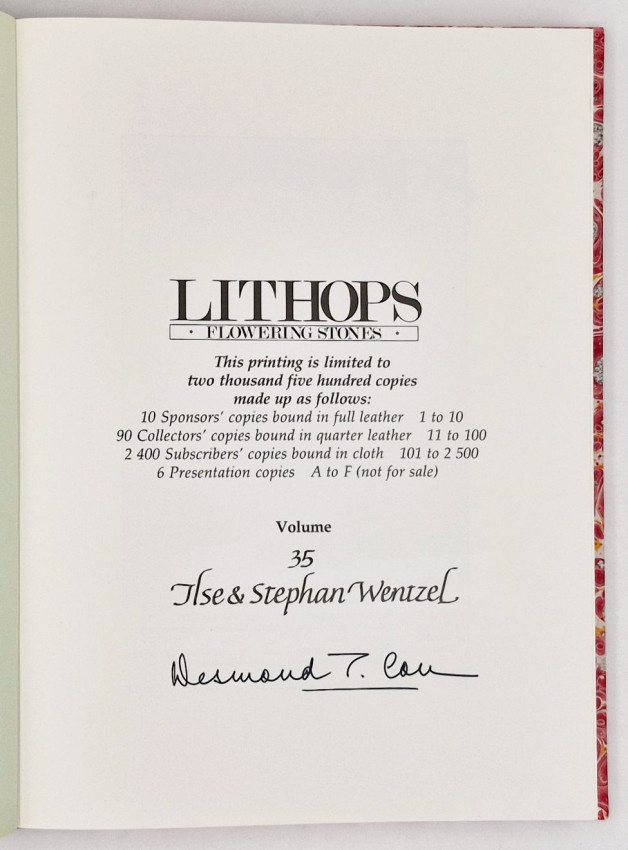 LITHOPS
· FLOWERING STONES ·
This printing is limited to
two thousand five hundred copies
made up as follows:
10 Sponsors' copies bound in full leather 1 to 10
90 Collectors' copies bound in quarter leather 11 to 100
2 400 Subscribers' copies bound in cloth 101 to 2 500
6 Presentation copies A to F (not for sale)
Volume
35
Ilse & Stephan Wentzel
Desmond T. Cole